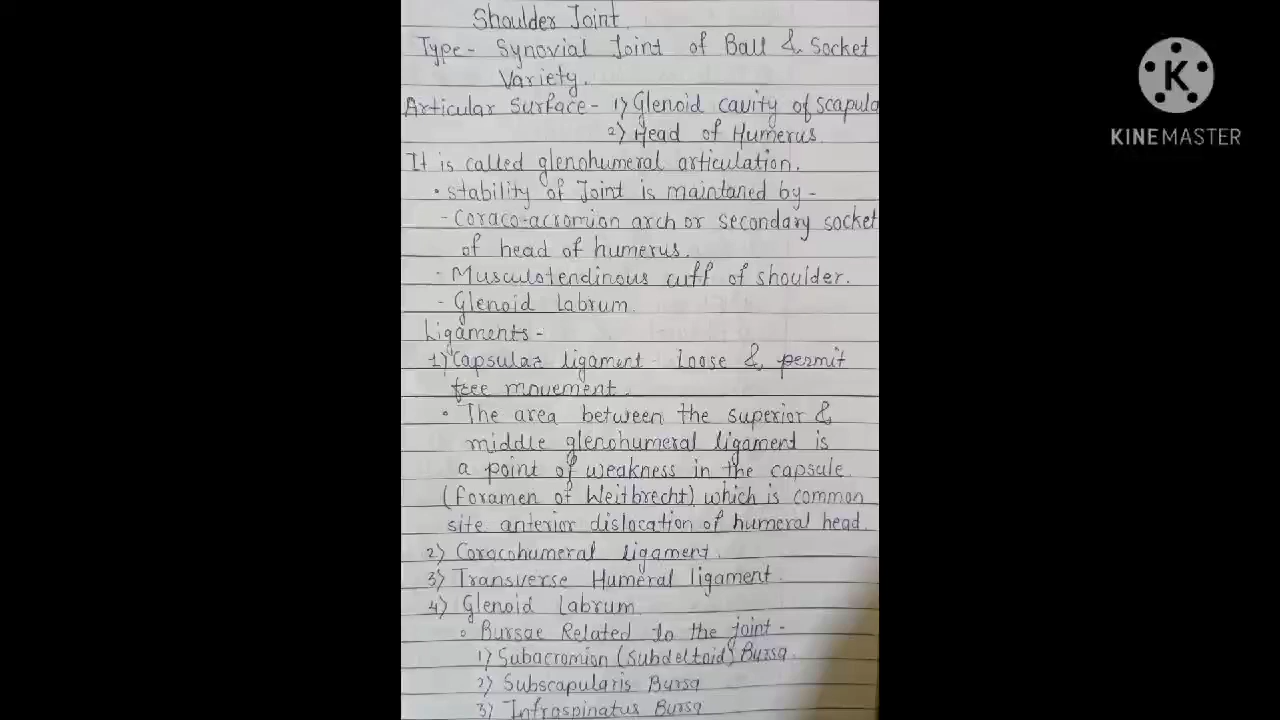 Shoulder Joint
Type - Synovial Joint of Ball & Socket
Variety.
Articular Surface - 1) Glenoid cavity of scapula
2) Head of Humerus
It is called glenohumeral articulation.
• Stability of Joint is maintaned by -
- Coraco-acromion arch or secondary socket
of head of humerus.
- Musculotendinous cuff of shoulder.
- Glenoid Labrum
Ligaments -
1) Capsular ligament - Loose & permit
free movement.
• The area between the superior &
middle glenohumeral ligament is
a point of weakness in the capsule
(foramen of Weitbrecht) which is common
site anterior dislocation of humeral head.
2) Coracohumeral ligament.
3) Transverse Humeral ligament
4) Glenoid Labrum
• Bursae Related to the joint -
1) Subacromion (subdeltoid) Bursa.
2) Subscapularis Bursa
3) Infraspinatus Bursa
K
KINEMASTER